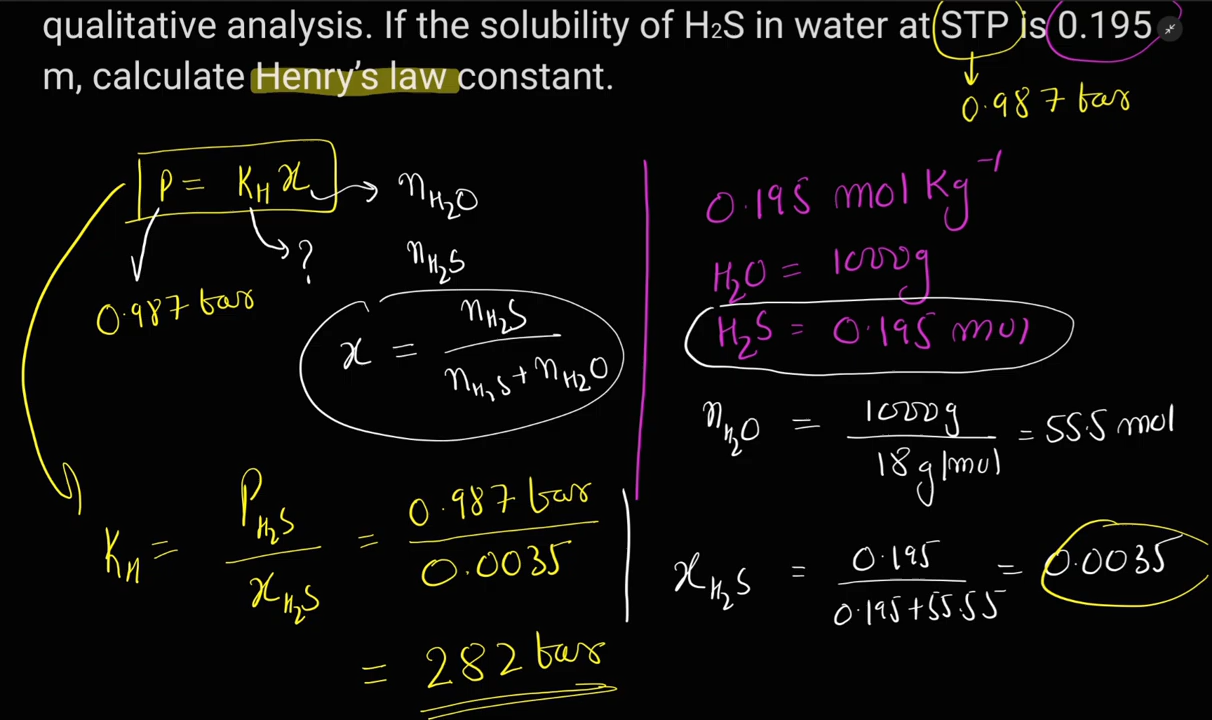 qualitative analysis. If the solubility of H₂S in water at STP is 0.195
m, calculate Henry's law constant.
0.987 bar
P = K_H x
n_H₂O
n_H₂S
?
0.987 bar
x = n_H₂S / n_H₂S + n_H₂O
K_H = P_H₂S / x_H₂S = 0.987 bar / 0.0035
= 282 bar
0.195 mol Kg⁻¹
H₂O = 1000g
H₂S = 0.195 mol
n_H₂O = 1000g / 18 g/mol = 55.5 mol
x_H₂S = 0.195 / 0.195+55.55 = 0.0035